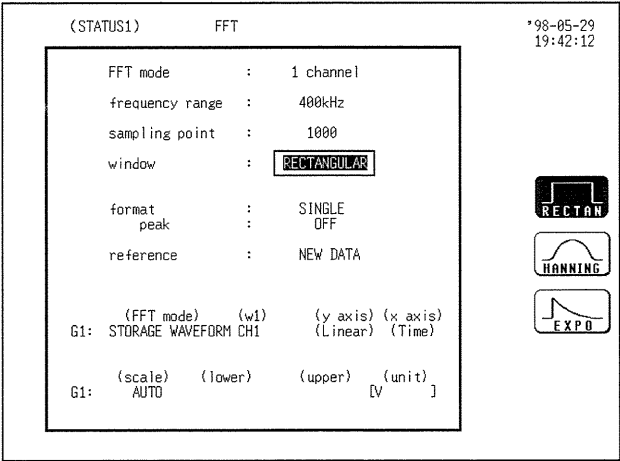 (STATUS1) FFT '98-05-29
19:42:12
FFT mode : 1 channel
frequency range : 400kHz
sampling point : 1000
window : RECTANGULAR
format : SINGLE
peak : OFF
reference : NEW DATA
(FFT mode) (w1) (y axis) (x axis)
G1: STORAGE WAVEFORM CH1 (Linear) (Time)
(scale) (lower) (upper) (unit)
G1: AUTO [V ]
RECTAN
HANNING
EXPO